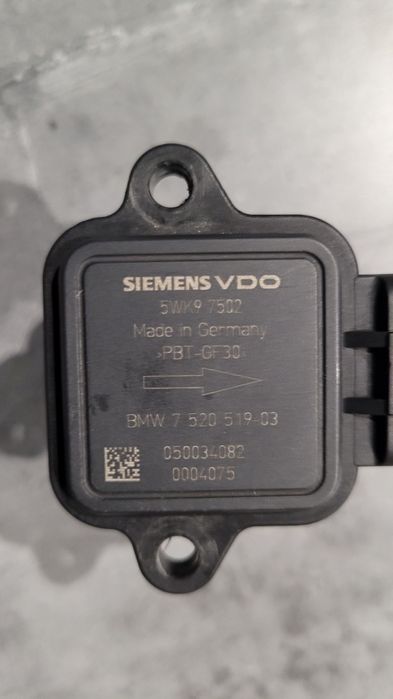 SIEMENS VDO
5WK9 7502
Made in Germany
>PBT-GF30<
BMW 7 520 519-03
050034082
0004075